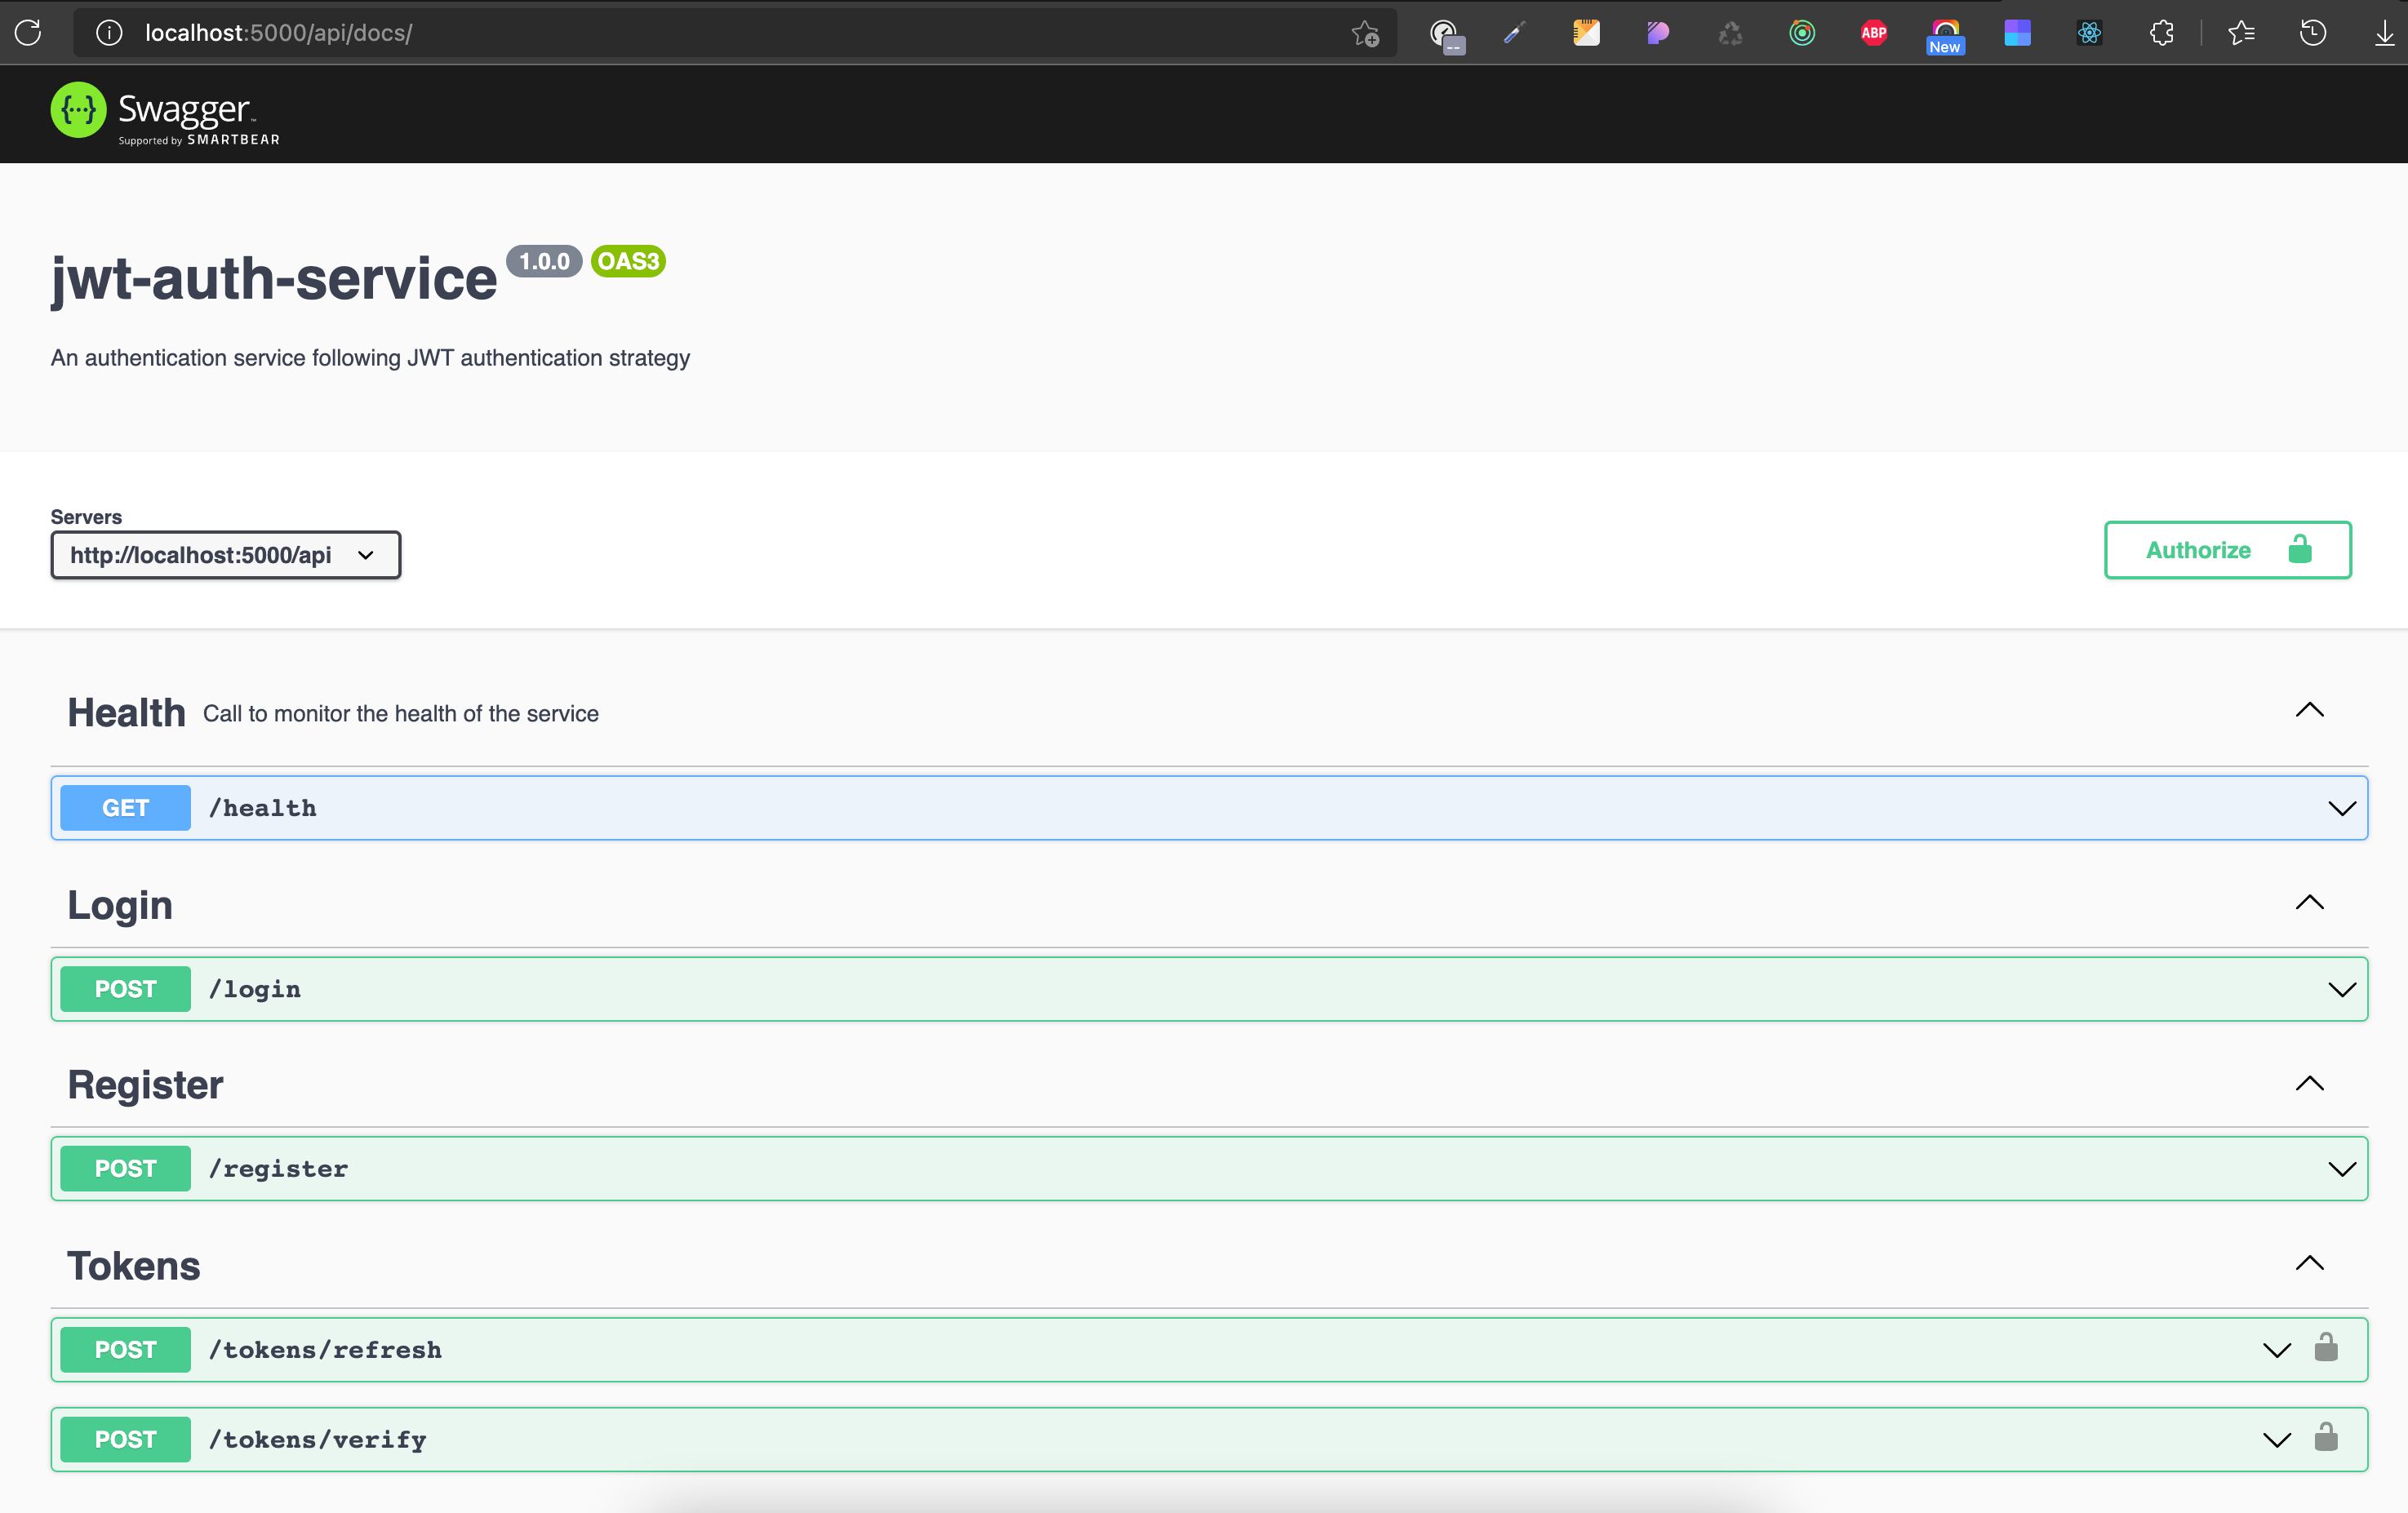 localhost:5000/api/docs/
--
ABP
New
{...} Swagger™
Supported by SMARTBEAR
jwt-auth-service 1.0.0 OAS3
An authentication service following JWT authentication strategy
Servers
http://localhost:5000/api
Authorize
Health Call to monitor the health of the service
GET /health
Login
POST /login
Register
POST /register
Tokens
POST /tokens/refresh
POST /tokens/verify